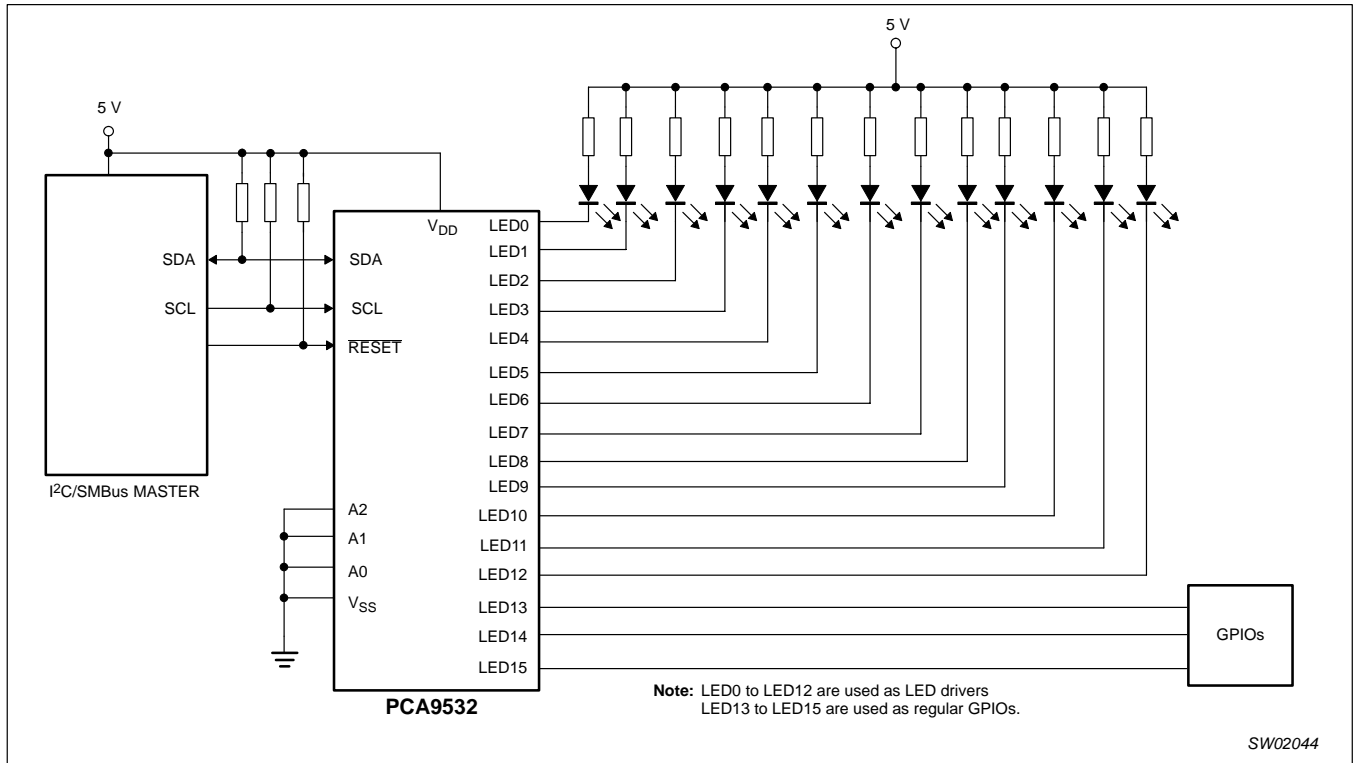 5 V
5 V
SDA
SCL
I2C/SMBus MASTER
VDD
SDA
SCL
RESET
A2
A1
A0
VSS
LED0
LED1
LED2
LED3
LED4
LED5
LED6
LED7
LED8
LED9
LED10
LED11
LED12
LED13
LED14
LED15
PCA9532
GPIOs
Note: LED0 to LED12 are used as LED drivers
LED13 to LED15 are used as regular GPIOs.
SW02044